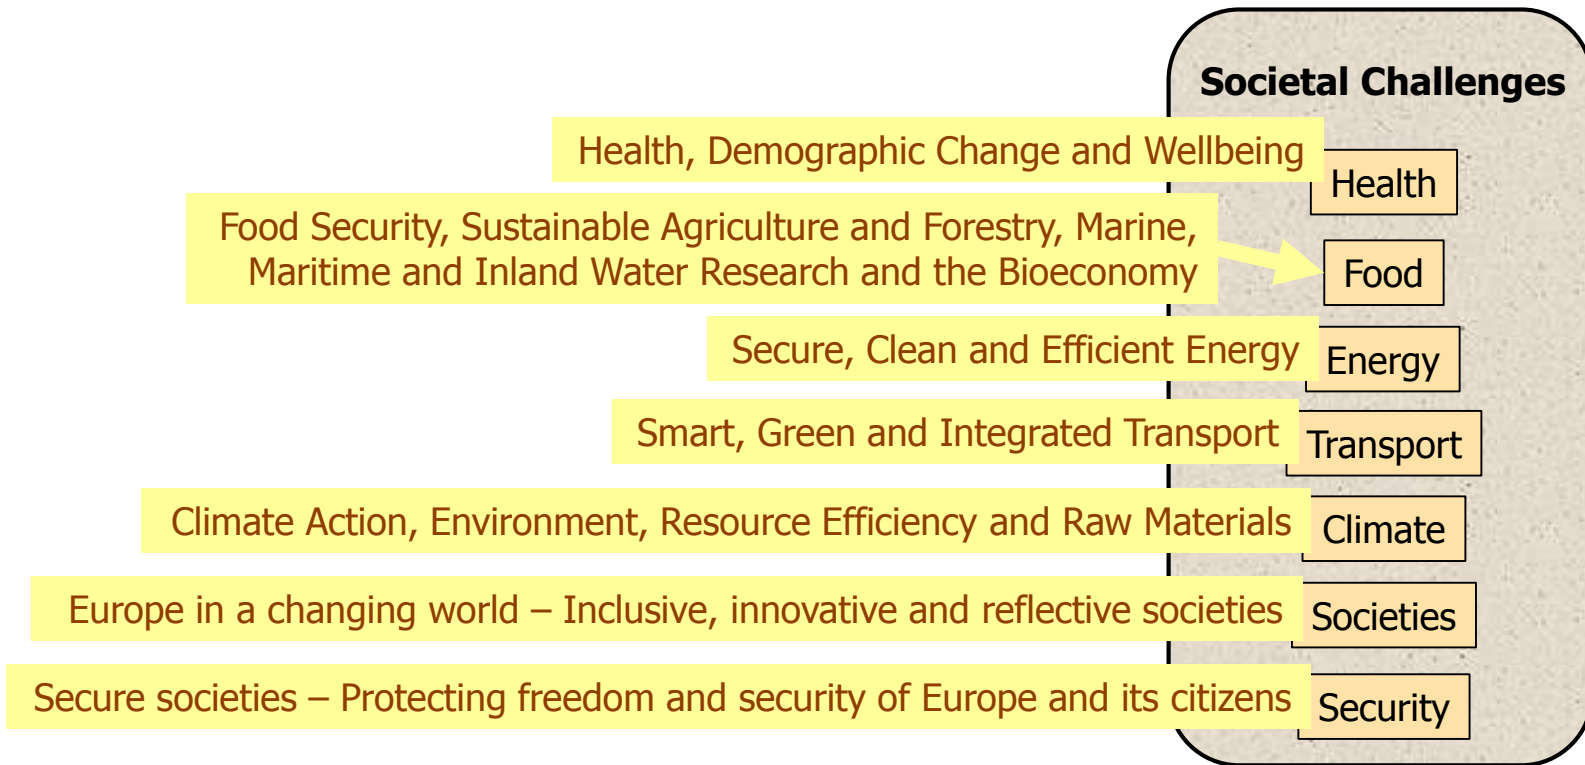 Societal Challenges
Health, Demographic Change and Wellbeing
Health
Food Security, Sustainable Agriculture and Forestry, Marine,
Maritime and Inland Water Research and the Bioeconomy
Food
Secure, Clean and Efficient Energy
Energy
Smart, Green and Integrated Transport
Transport
Climate Action, Environment, Resource Efficiency and Raw Materials
Climate
Europe in a changing world – Inclusive, innovative and reflective societies
Societies
Secure societies – Protecting freedom and security of Europe and its citizens
Security